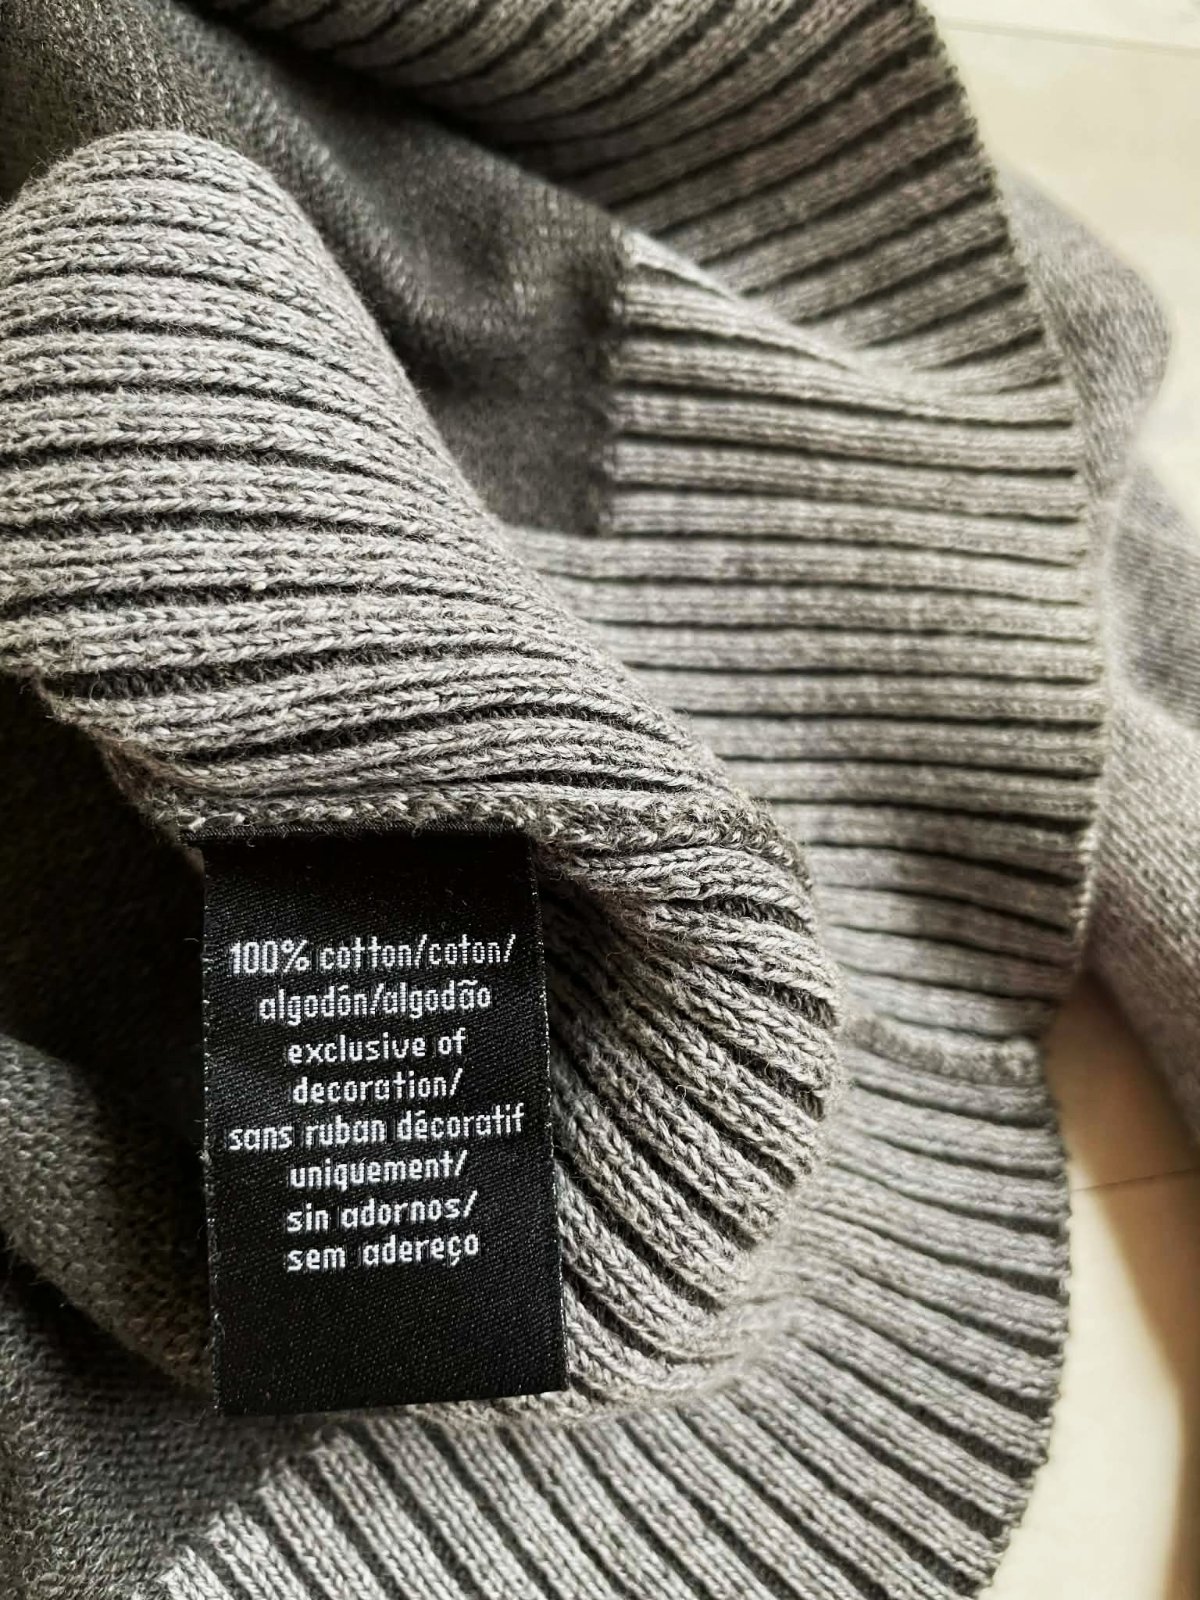 100% cotton/coton/
algodón/algodão
exclusive of
decoration/
sans ruban décoratif
uniquement/
sin adornos/
sem adereço